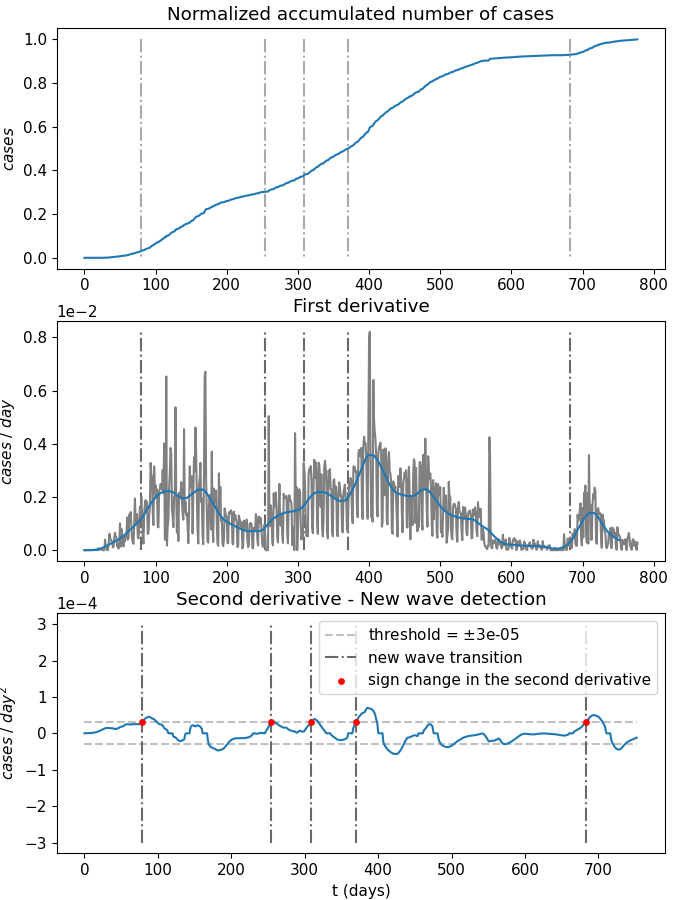 Normalized accumulated number of cases
1.0
0.8
0.6
0.4
0.2
0.0
cases
0 100 200 300 400 500 600 700 800
First derivative
1e−2
0.8
0.6
0.4
0.2
0.0
cases / day
0 100 200 300 400 500 600 700 800
Second derivative - New wave detection
1e−4
3
2
1
0
−1
−2
−3
cases / day²
threshold = ±3e-05
new wave transition
sign change in the second derivative
0 100 200 300 400 500 600 700
t (days)